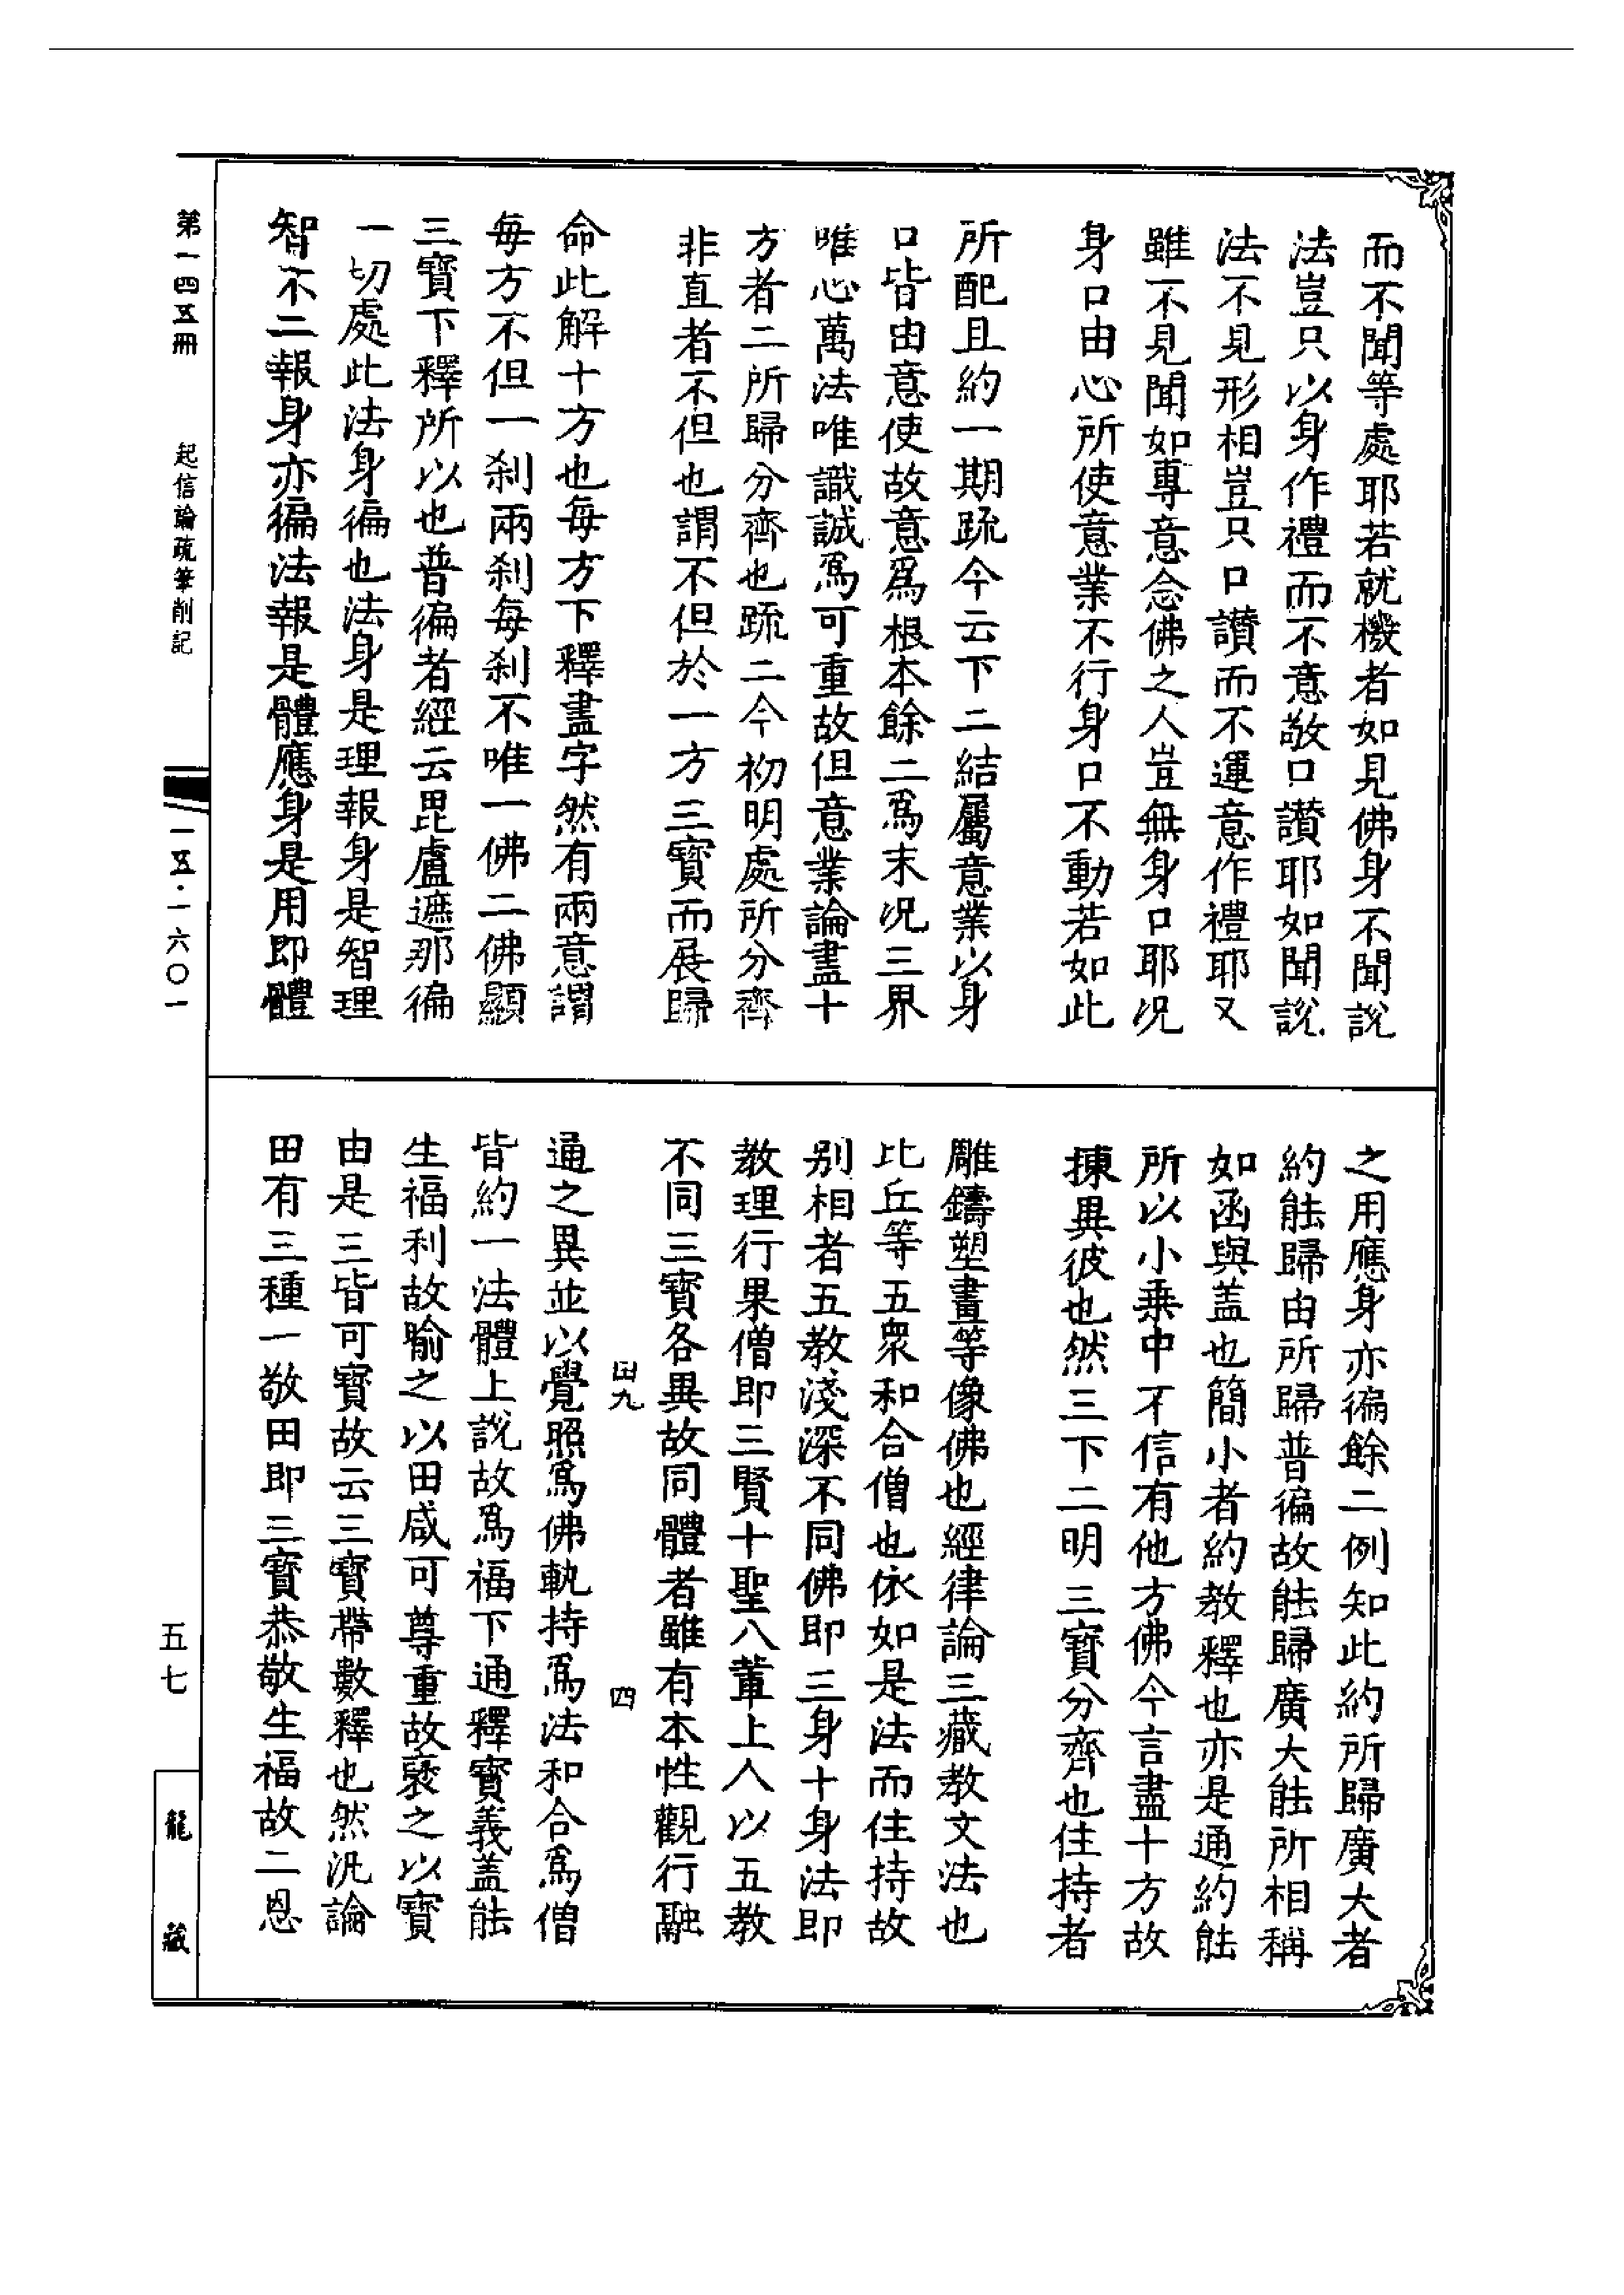 而不聞等處耶若就機者如見佛身不聞說
法豈只以身作禮而不意敬口讚耶如聞說
法不見形相豈只口讚而不運意作禮耶又
雖不見聞如專意念佛之人豈無身口耶况
身口由心所使意業不行身口不動若如此
所配且約一期疏今云下二結屬意業以身
口皆由意使故意爲根本餘二爲末况三界
唯心萬法唯識誠爲可重故但意業論盡十
方者二所歸分齊也疏二今初明處所分齊
非直者不但也謂不但於一方三寶而展歸
命此解十方也每方下釋盡字然有兩意謂
每方不但一刹兩刹每刹不唯一佛二佛顯
三寶下釋所以也普徧者經云毘盧遮那徧
一切處此法身徧也法身是理報身是智理
智不二報身亦徧法報是體應身是用即體
之用應身亦徧餘二例知此約所歸廣大者
約能歸由所歸普徧故能歸廣大能所相稱
如函與盖也簡小者約教釋也亦是通約能
所以小乗中不信有他方佛今言盡十方故
揀異彼也然三下二明三寶分齊也住持者
雕鑄塑畫等像佛也經律論三藏教文法也
比丘等五衆和合僧也依如是法而住持故
别相者五教淺深不同佛即三身十身法即
教理行果僧即三賢十聖八輩上人以五教
不同三寶各異故同體者雖有本性觀行融
田九 四
通之異並以覺照爲佛軌持爲法和合爲僧
皆約一法體上說故爲福下通釋寶義盖能
生福利故喻之以田咸可尊重故褒之以寶
由是三皆可寶故云三寶帶數釋也然汎論
田有三種一敬田即三寶恭敬生福故二恩
第一四五冊 起信論疏筆削記 一五·一六〇一
五七
龍藏